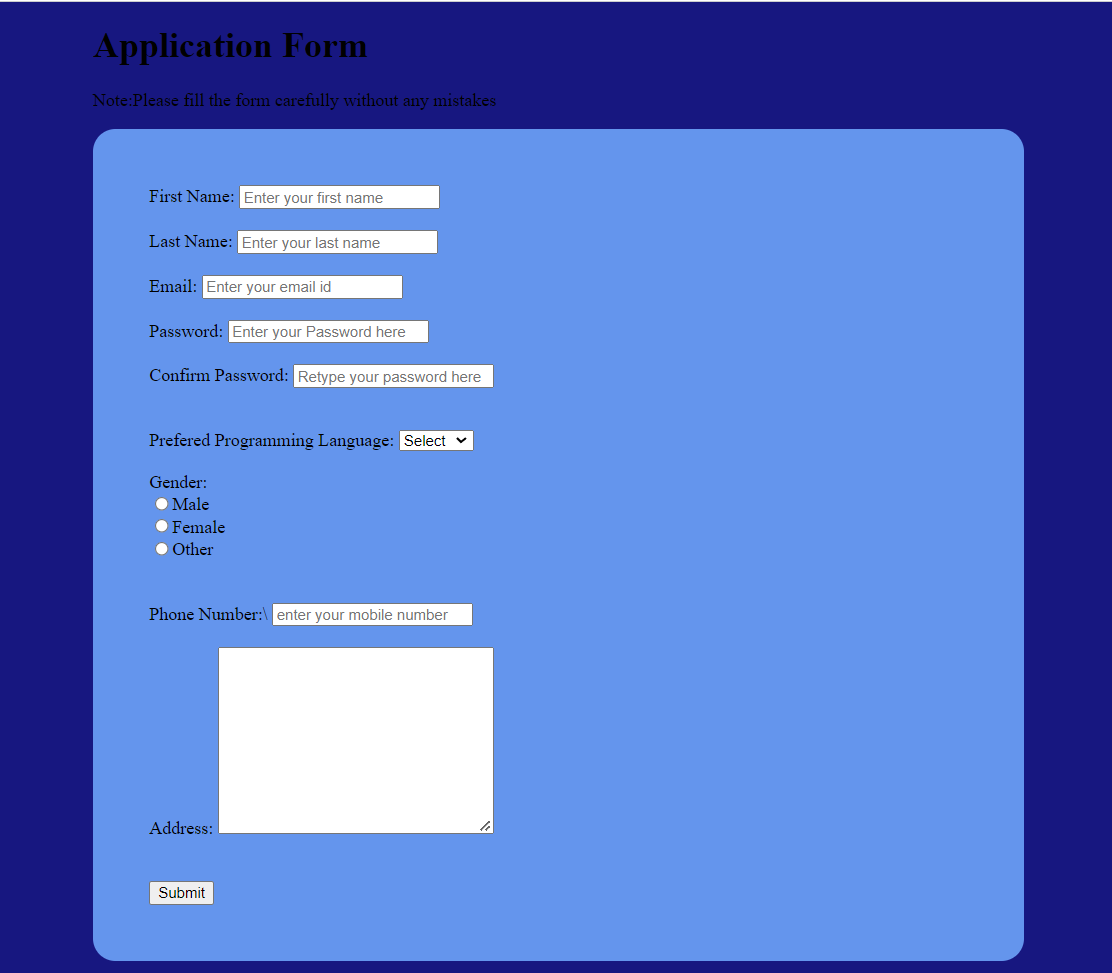 Application Form
Note:Please fill the form carefully without any mistakes
First Name: Enter your first name
Last Name: Enter your last name
Email: Enter your email id
Password: Enter your Password here
Confirm Password: Retype your password here
Prefered Programming Language: Select
Gender:
Male
Female
Other
Phone Number:\ enter your mobile number
Address:
Submit